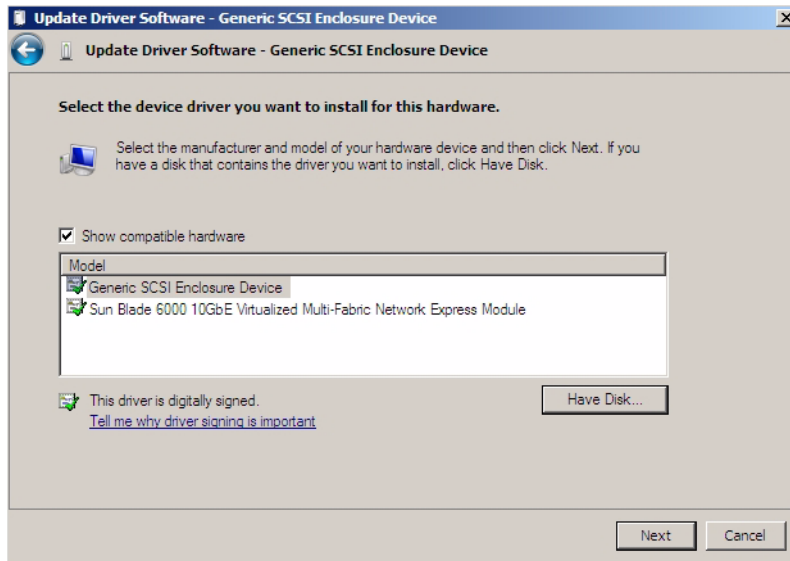 Update Driver Software - Generic SCSI Enclosure Device
Update Driver Software - Generic SCSI Enclosure Device
Select the device driver you want to install for this hardware.
Select the manufacturer and model of your hardware device and then click Next. If you
have a disk that contains the driver you want to install, click Have Disk.
Show compatible hardware
Model
Generic SCSI Enclosure Device
Sun Blade 6000 10GbE Virtualized Multi-Fabric Network Express Module
This driver is digitally signed.
Have Disk...
Tell me why driver signing is important
Next
Cancel